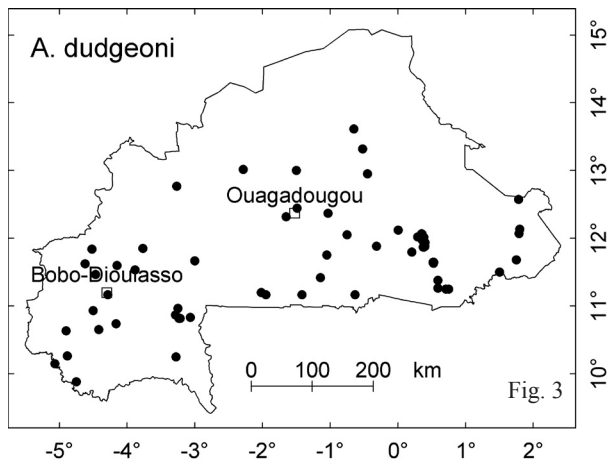 A. dudgeoni
15°
14°
13°
Ouagadougou
12°
Bobo-Dioulasso
11°
0 100 200 km
10°
Fig. 3
-5° -4° -3° -2° -1° 0° 1° 2°